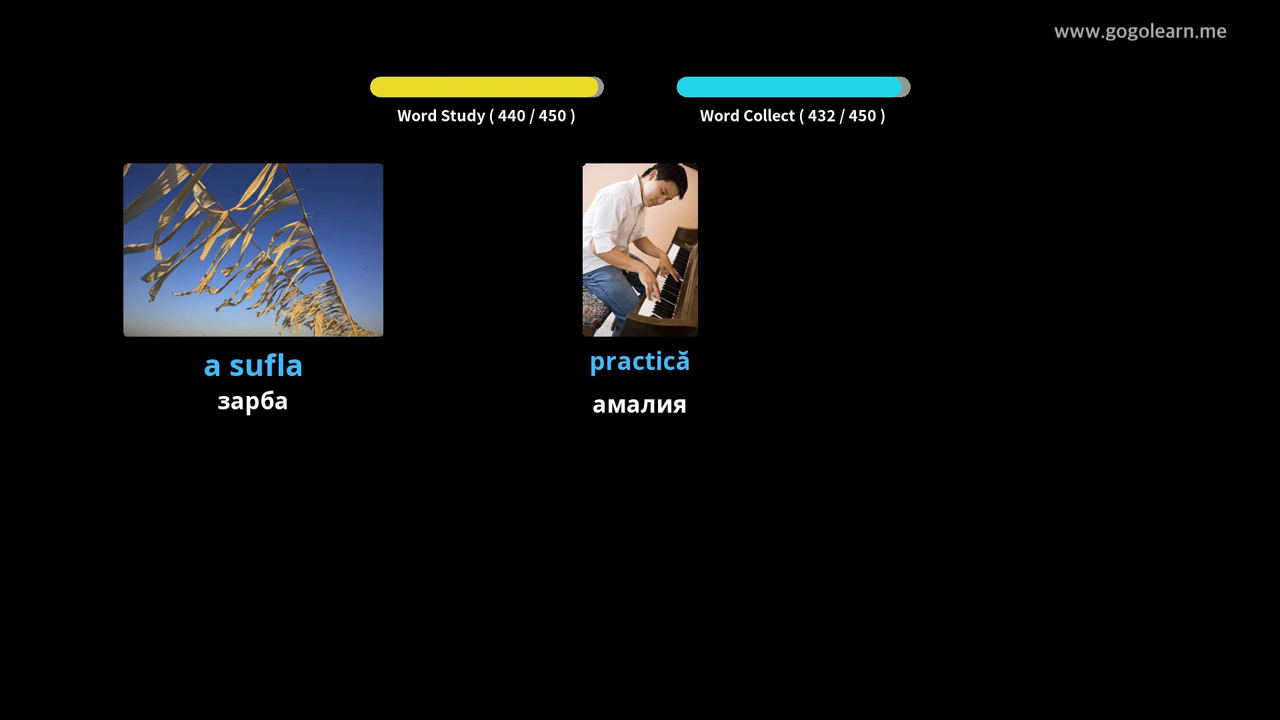 www.gogolearn.me
Word Study ( 440 / 450 )
Word Collect ( 432 / 450 )
a sufla
зарба
practică
амалия